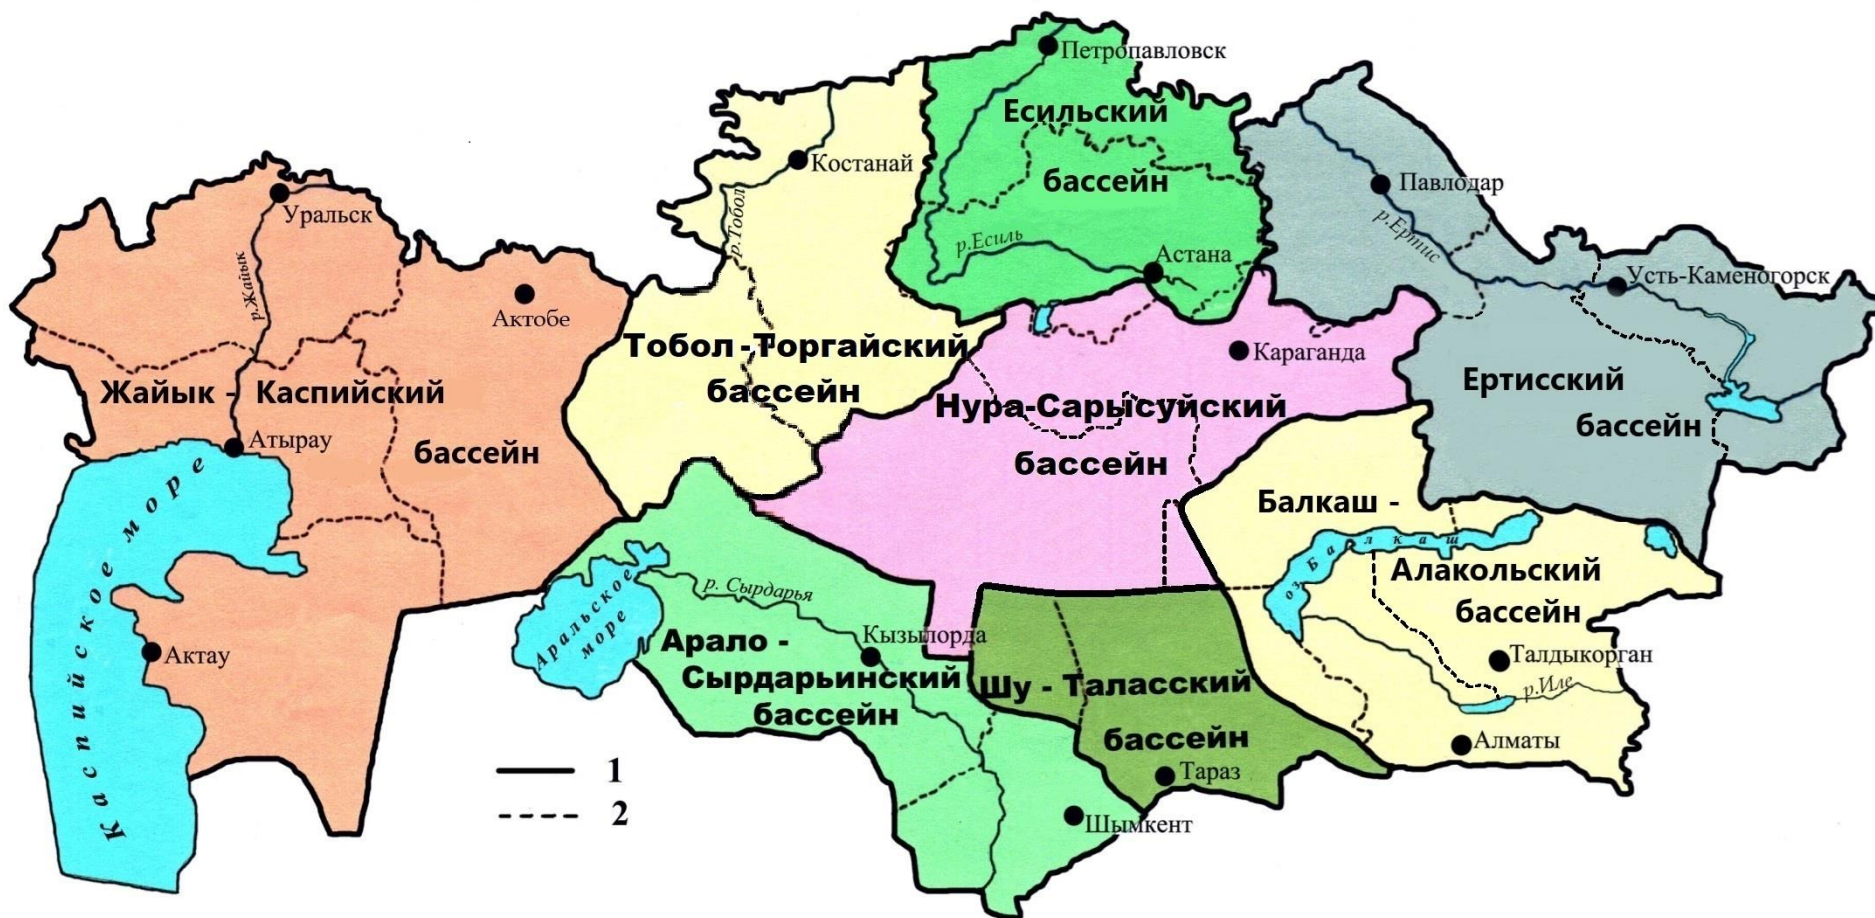 Петропавловск
Есильский
бассейн
Костанай
Павлодар
р.Тобол
р.Ертис
Уральск
р.Есиль
Астана
Усть-Каменогорск
р.Жайык
Актобе
Тобол-Торгайский
бассейн
Караганда
Жайык - Каспийский
бассейн
Нура-Сарысуйский
бассейн
Ертисский
бассейн
Атырау
Балкаш -
Алакольский
бассейн
оз. Балкаш
Каспийское море
Аральское
море
р. Сырдарья
Кызылорда
Арало -
Сырдарьинский
бассейн
Шу - Таласский
бассейн
Талдыкорган
р.Иле
Актау
Алматы
Тараз
Шымкент
1
2